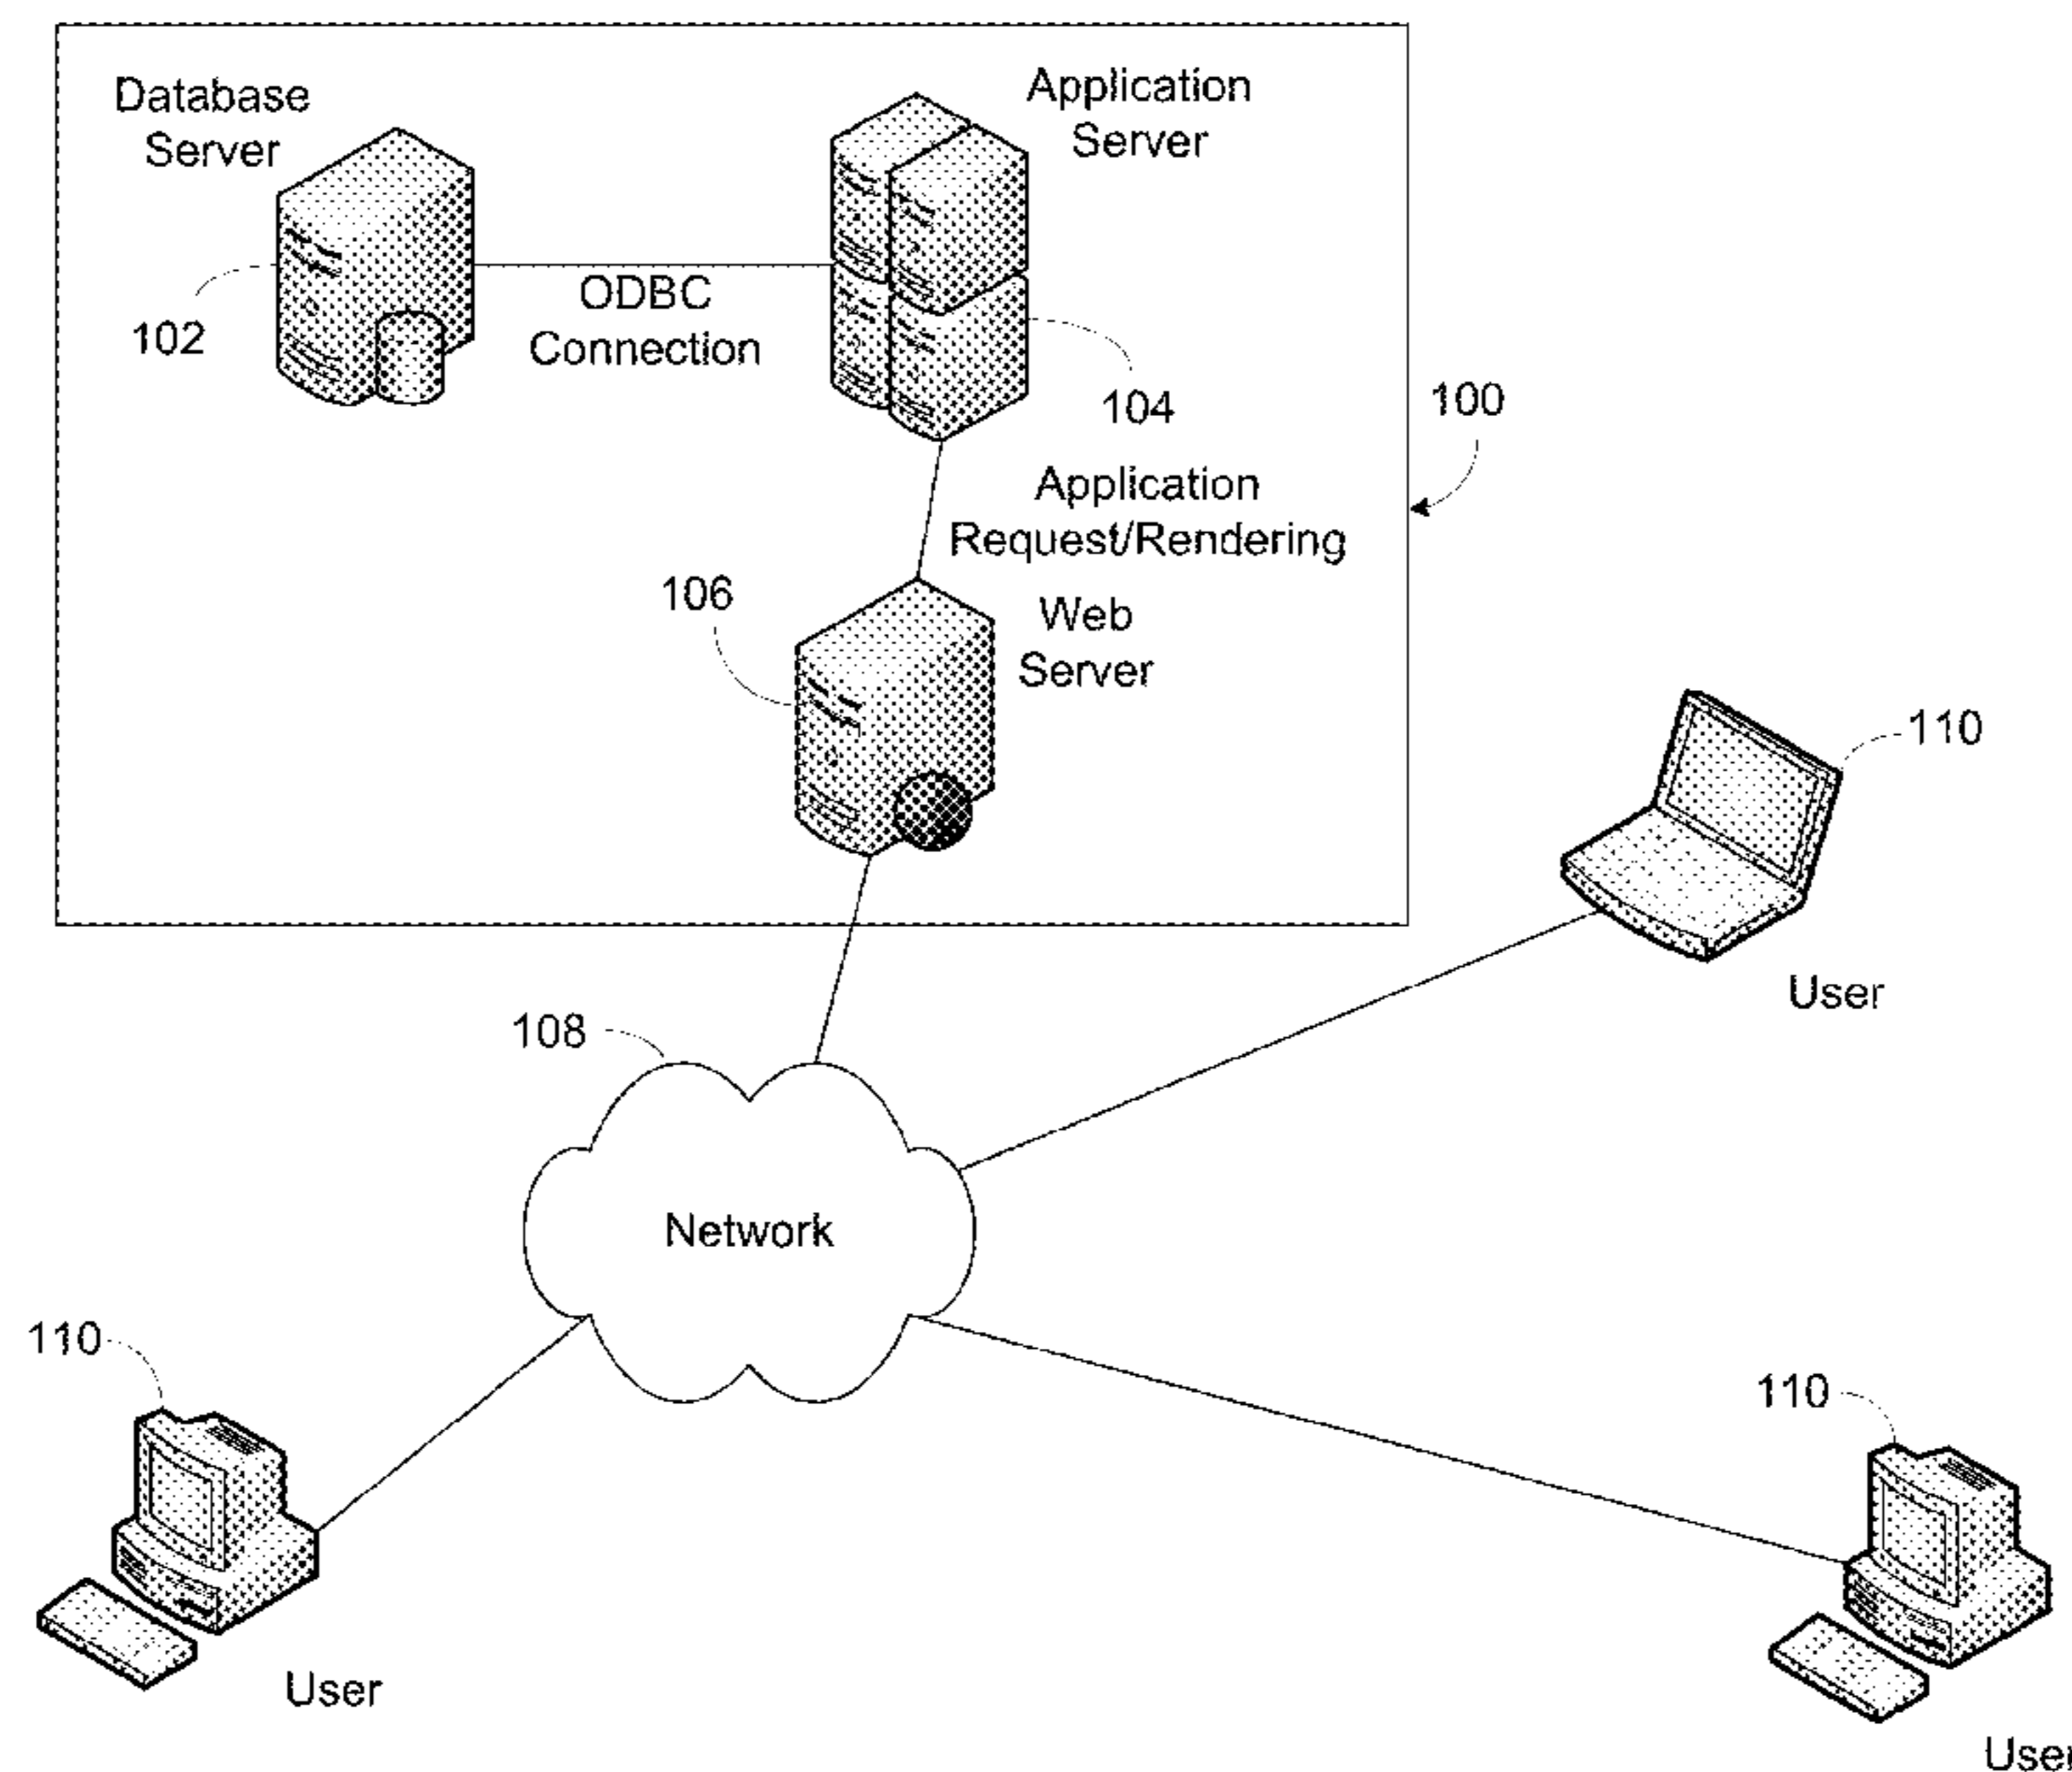 Database
Server
Application
Server
102
ODBC
Connection
104
100
Application
Request/Rendering
106
Web
Server
110
User
108
Network
110
User
110
User